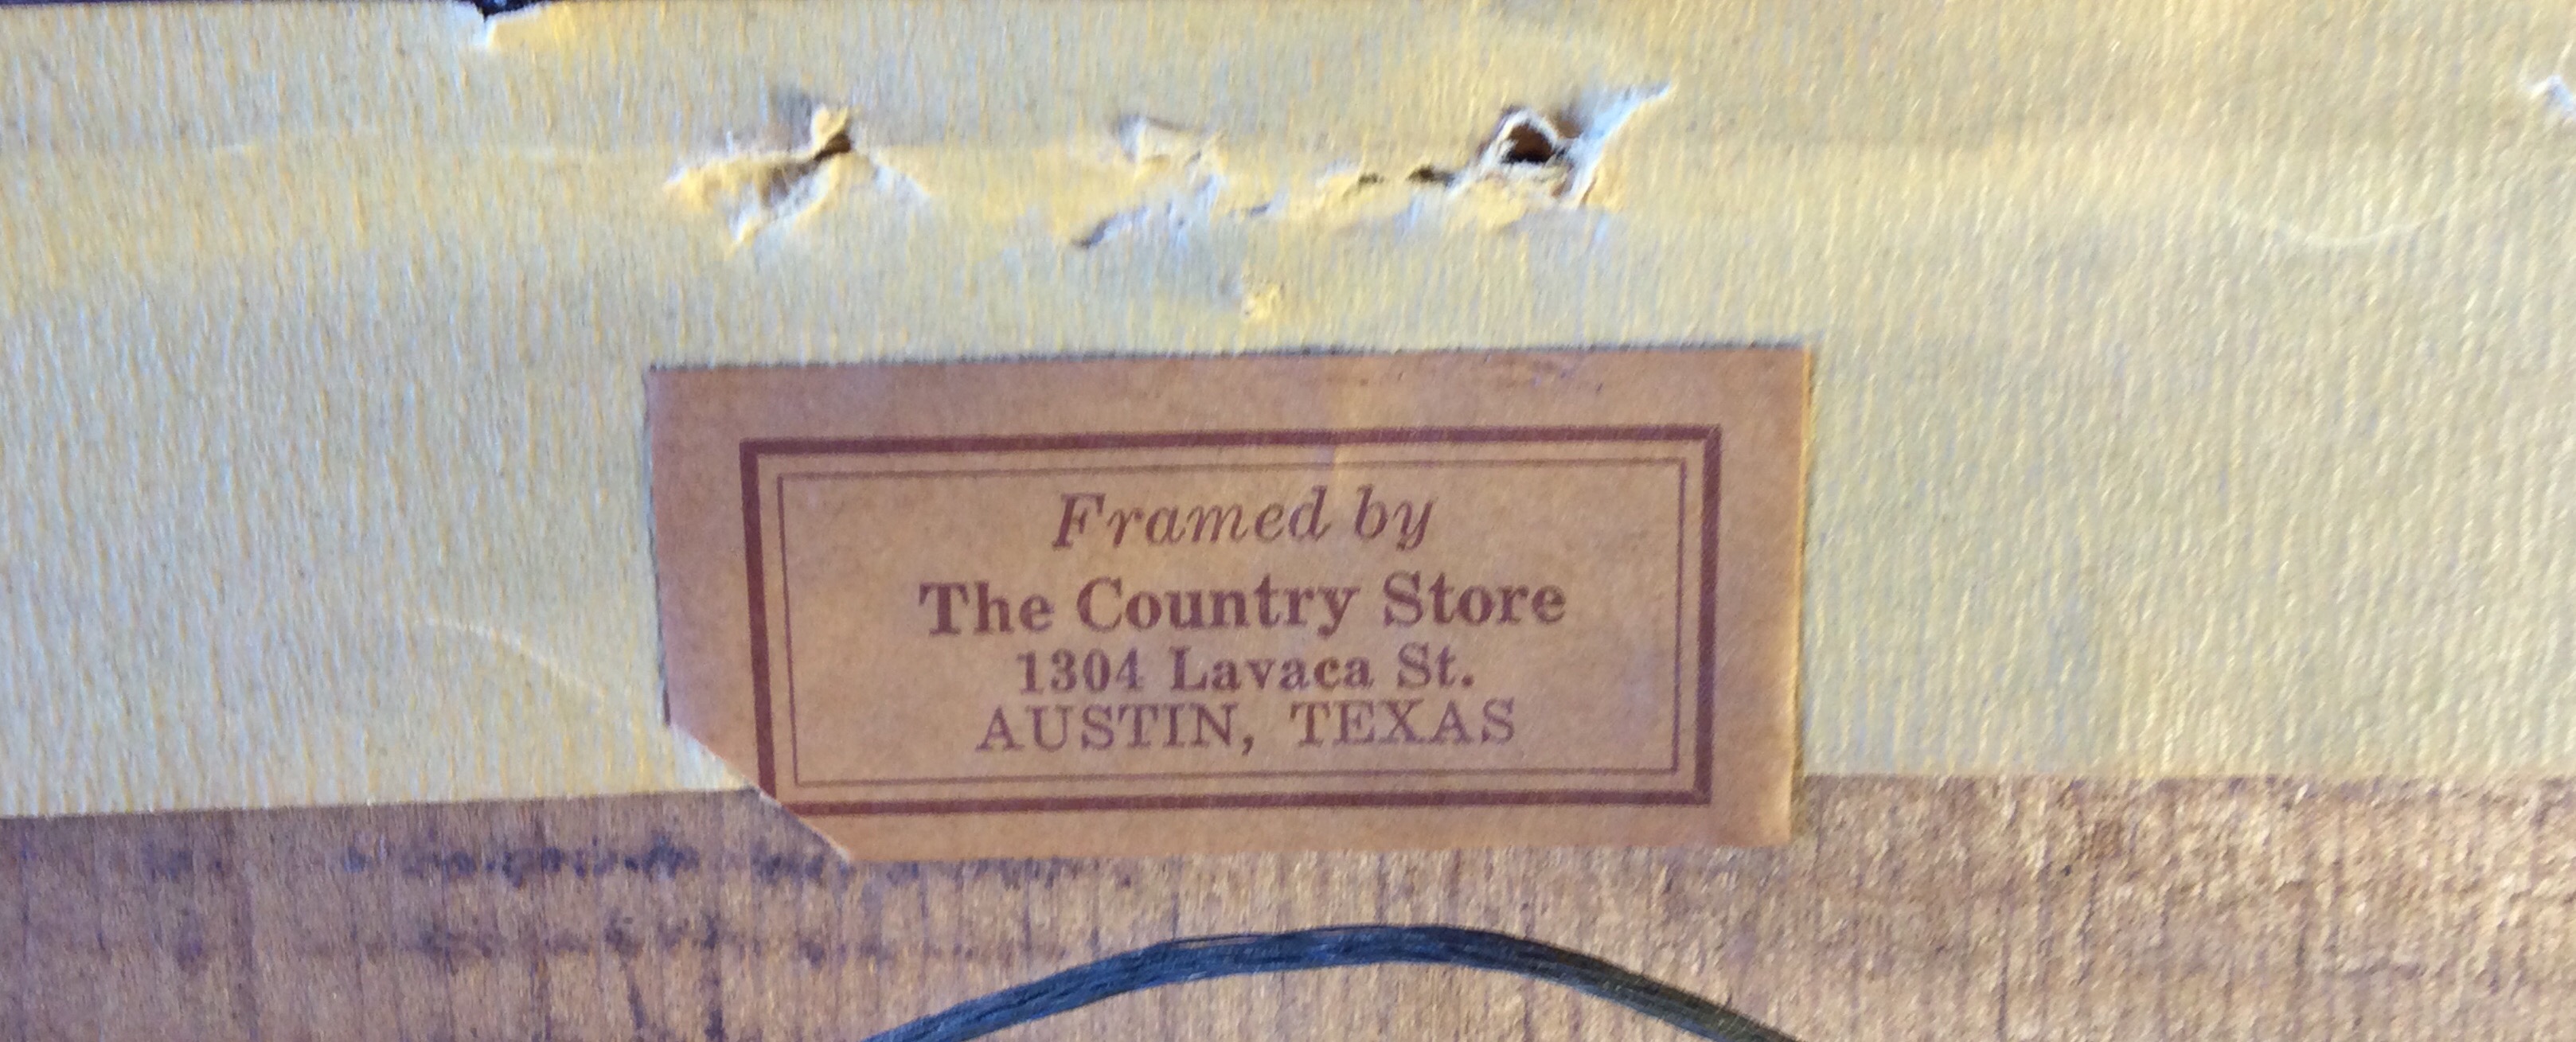 Framed by
The Country Store
1304 Lavaca St.
AUSTIN, TEXAS